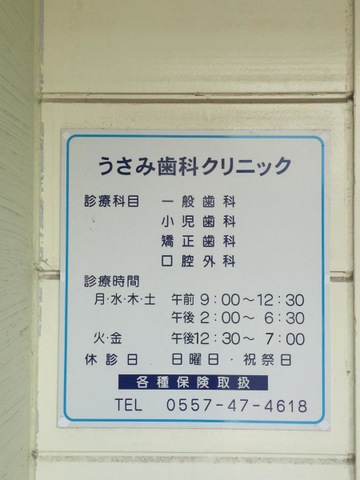 うさみ歯科クリニック
診療科目 一般歯科
小児歯科
矯正歯科
口腔外科
診療時間
月・水・木・土 午前 9:00～12:30
午後 2:00～ 6:30
火・金 午後12:30～ 7:00
休診日 日曜日・祝祭日
各種保険取扱
TEL 0557-47-4618